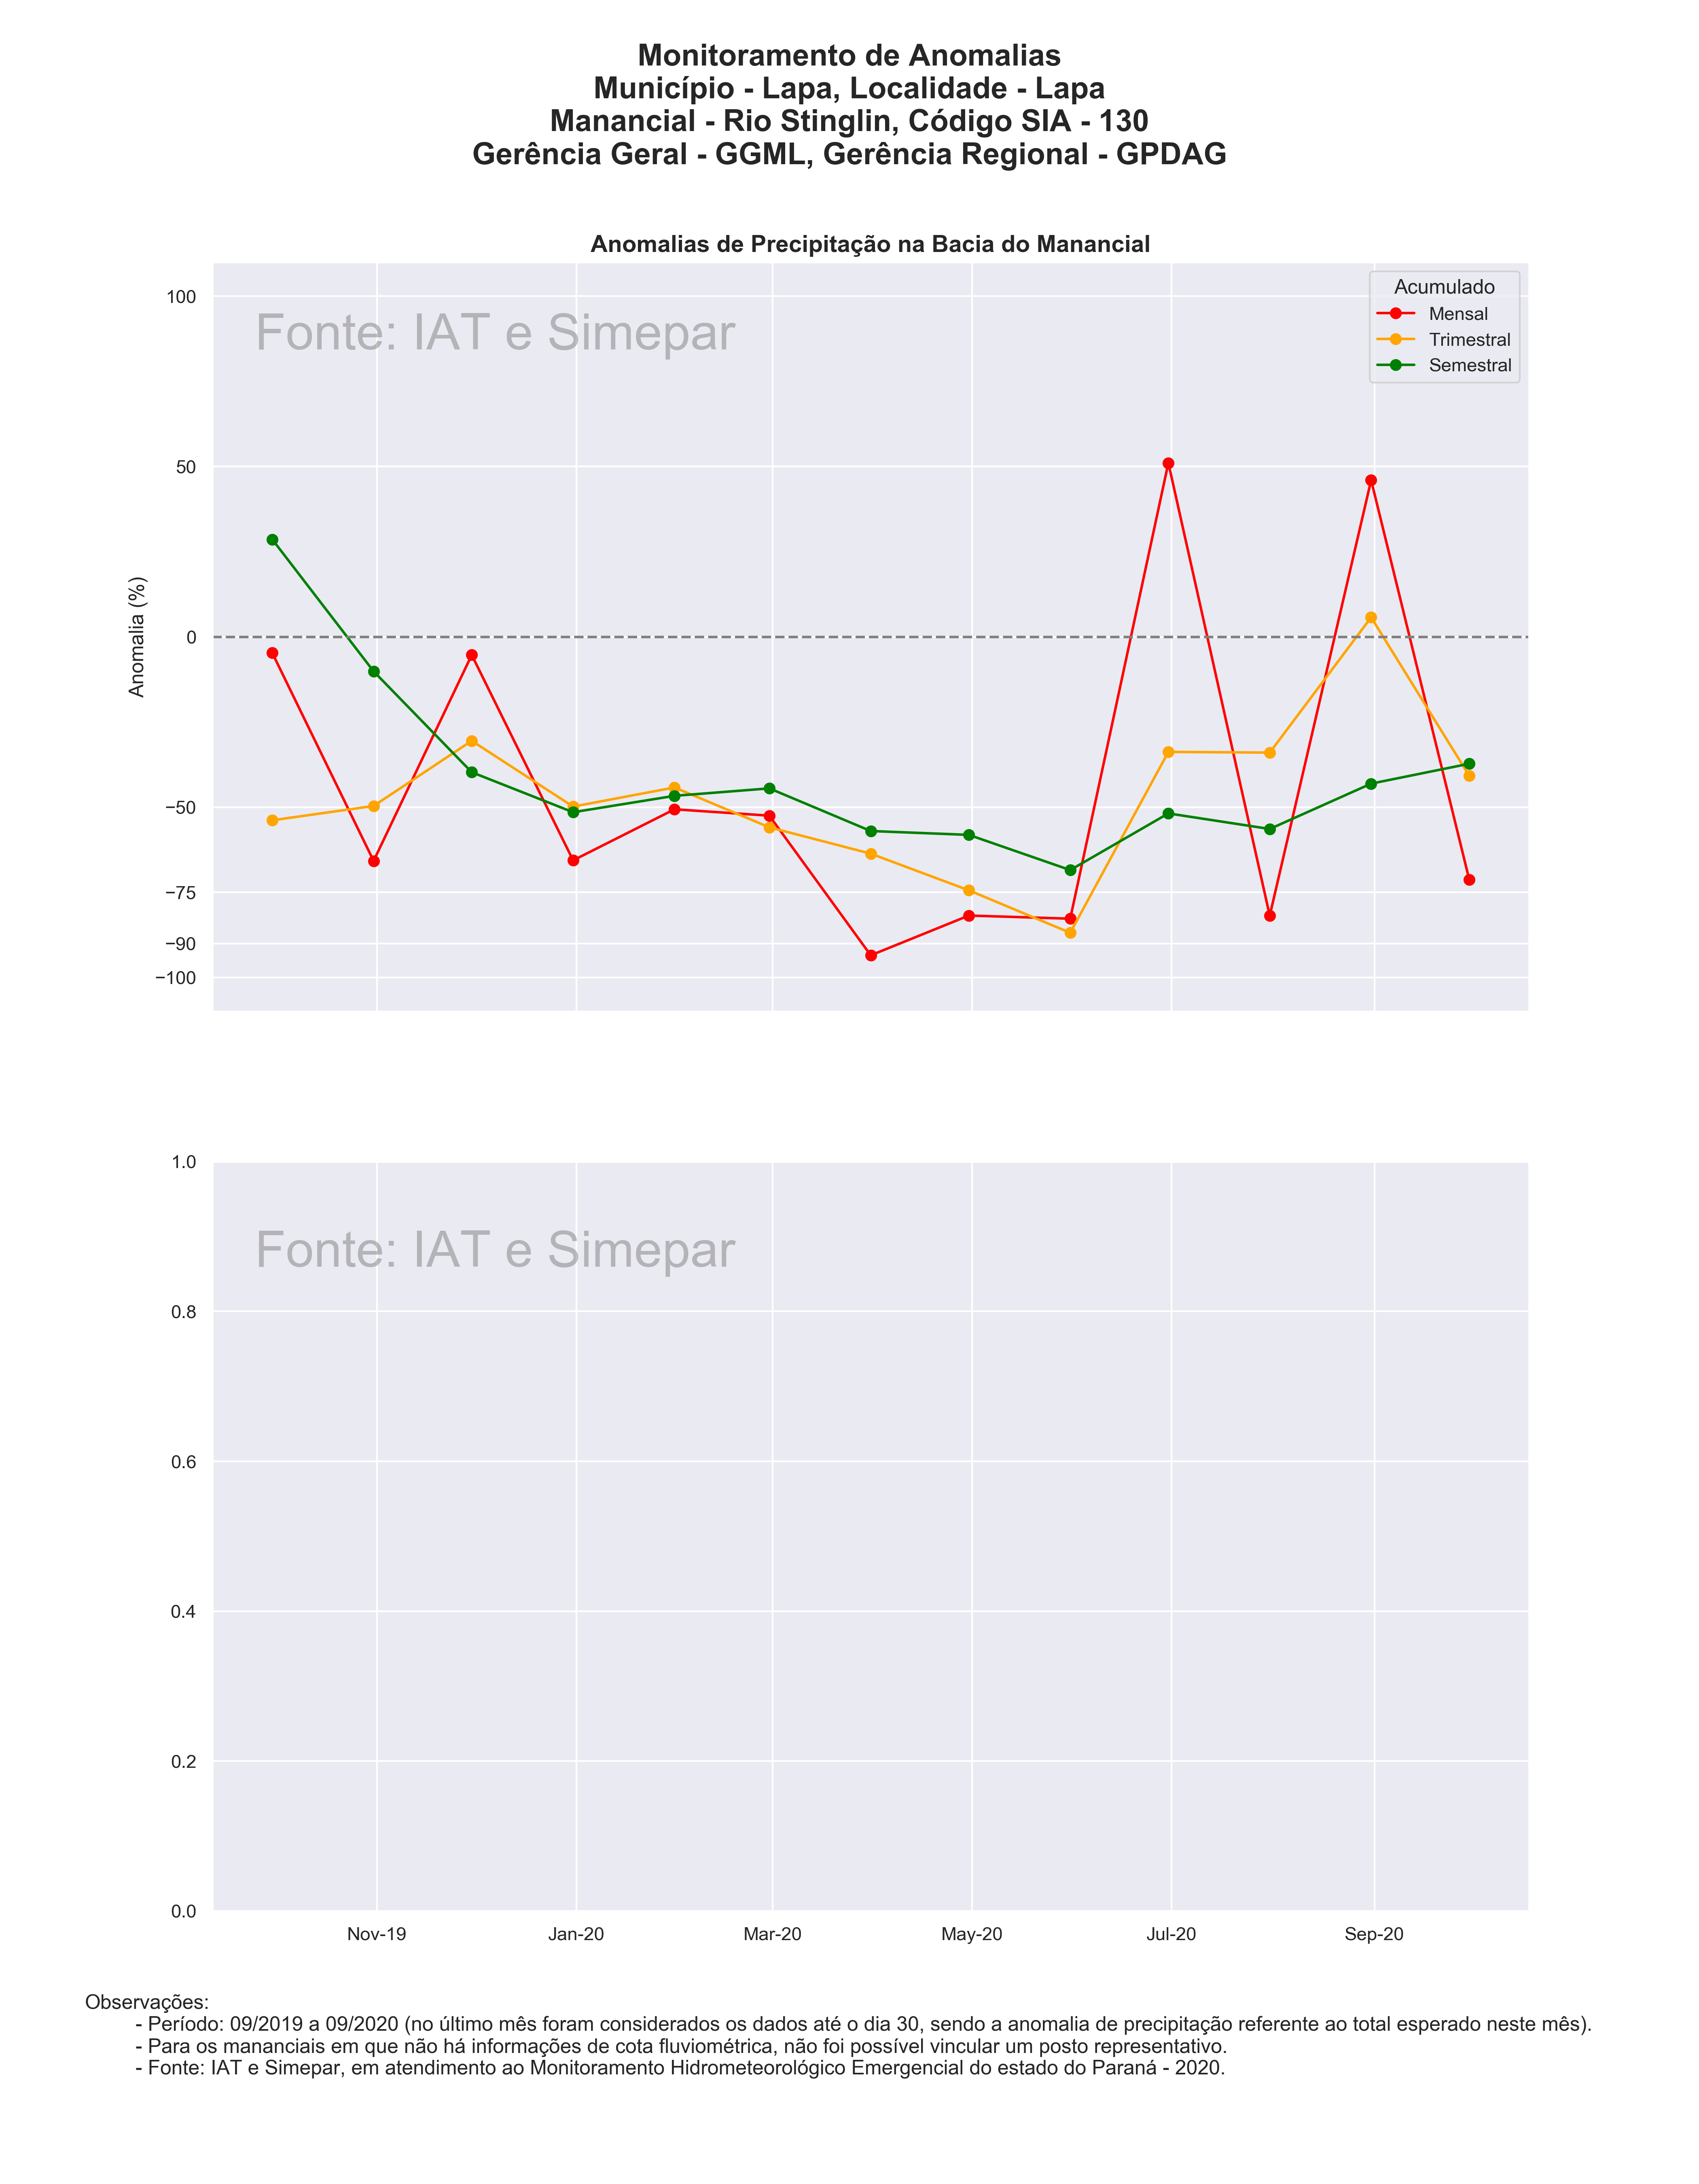 Monitoramento de Anomalias
Município - Lapa, Localidade - Lapa
Manancial - Rio Stinglin, Código SIA - 130
Gerência Geral - GGML, Gerência Regional - GPDAG
Anomalias de Precipitação na Bacia do Manancial
Fonte: IAT e Simepar
Acumulado
Mensal
Trimestral
Semestral
Anomalia (%)
100
50
0
−50
−75
−90
−100
Fonte: IAT e Simepar
1.0
0.8
0.6
0.4
0.2
0.0
Nov-19 Jan-20 Mar-20 May-20 Jul-20 Sep-20
Observações:
- Período: 09/2019 a 09/2020 (no último mês foram considerados os dados até o dia 30, sendo a anomalia de precipitação referente ao total esperado neste mês).
- Para os mananciais em que não há informações de cota fluviométrica, não foi possível vincular um posto representativo.
- Fonte: IAT e Simepar, em atendimento ao Monitoramento Hidrometeorológico Emergencial do estado do Paraná - 2020.